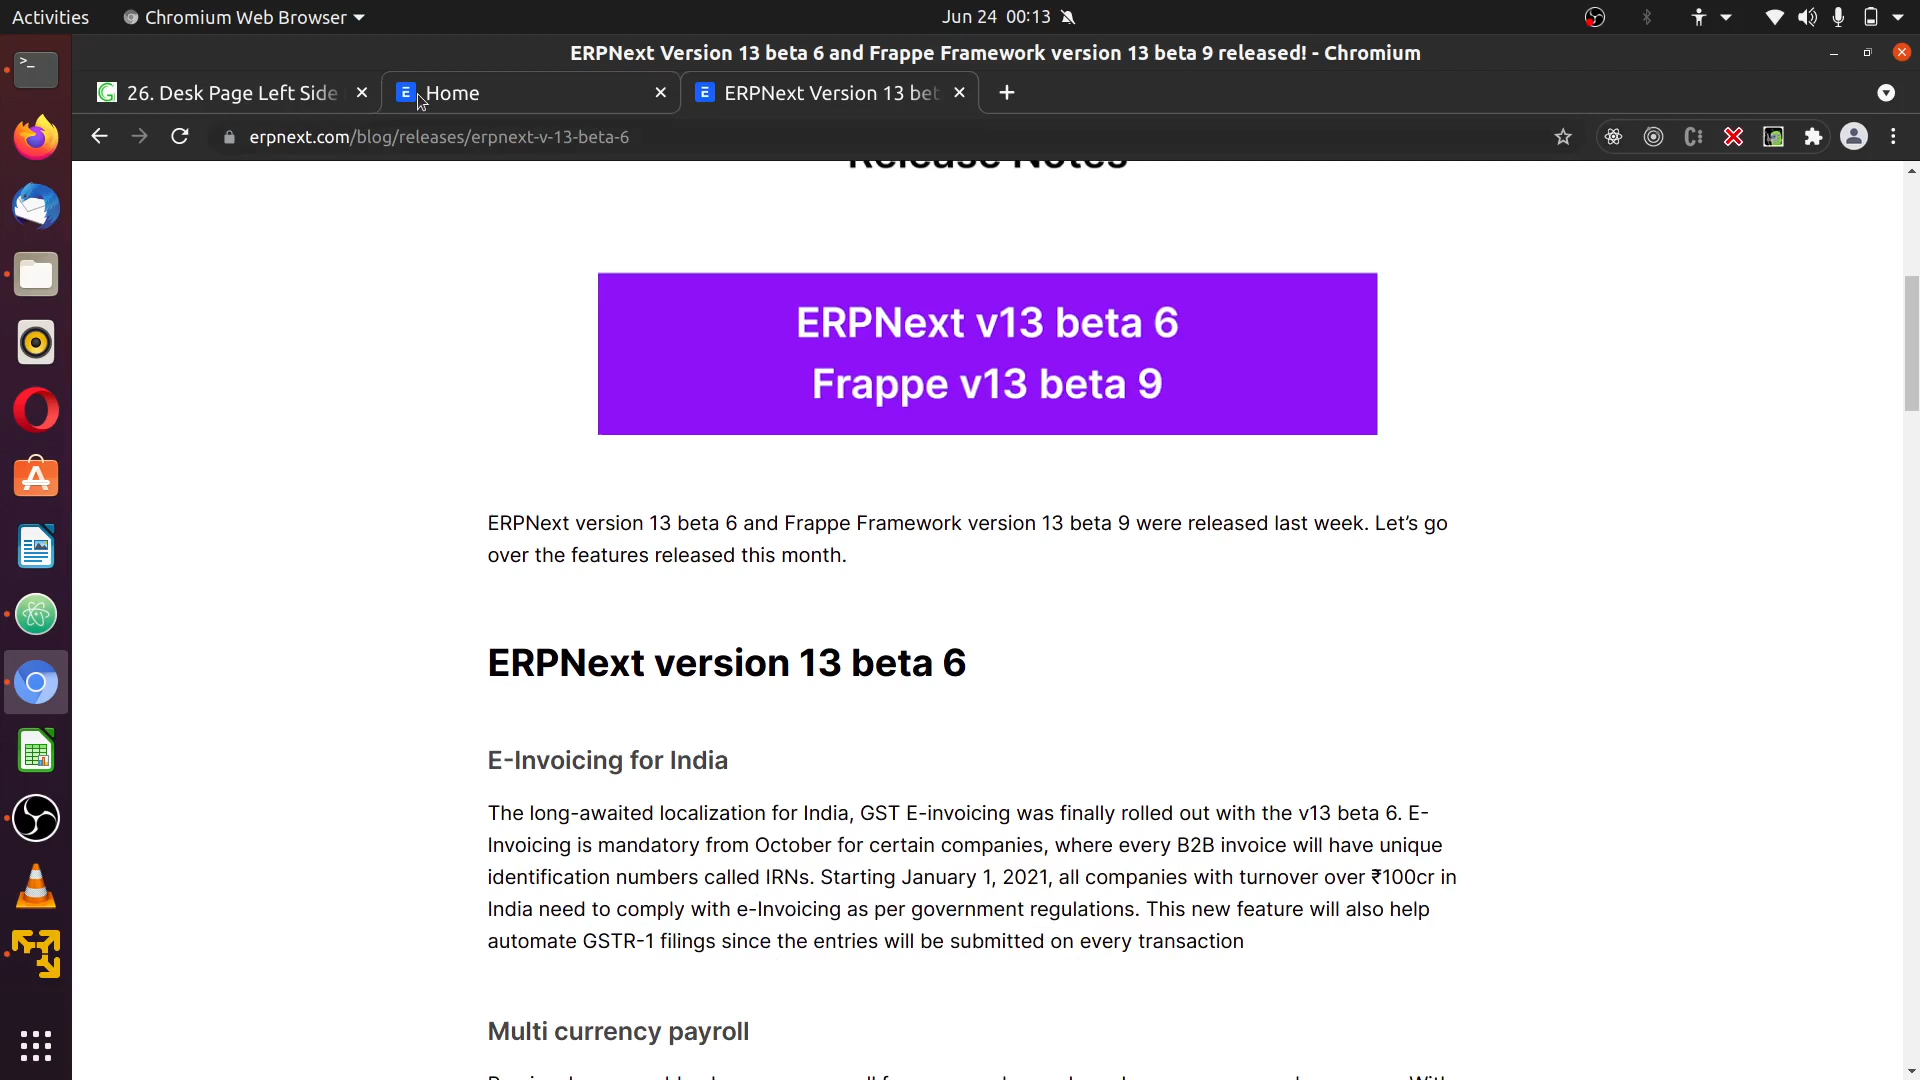 Activities
Chromium Web Browser
Jun 24 00:13
ERPNext Version 13 beta 6 and Frappe Framework version 13 beta 9 released! - Chromium
26. Desk Page Left Side
Home
ERPNext Version 13 bet
erpnext.com/blog/releases/erpnext-v-13-beta-6
Release Notes
ERPNext v13 beta 6
Frappe v13 beta 9
ERPNext version 13 beta 6 and Frappe Framework version 13 beta 9 were released last week. Let’s go
over the features released this month.
ERPNext version 13 beta 6
E-Invoicing for India
The long-awaited localization for India, GST E-invoicing was finally rolled out with the v13 beta 6. E-
Invoicing is mandatory from October for certain companies, where every B2B invoice will have unique
identification numbers called IRNs. Starting January 1, 2021, all companies with turnover over ₹100cr in
India need to comply with e-Invoicing as per government regulations. This new feature will also help
automate GSTR-1 filings since the entries will be submitted on every transaction
Multi currency payroll